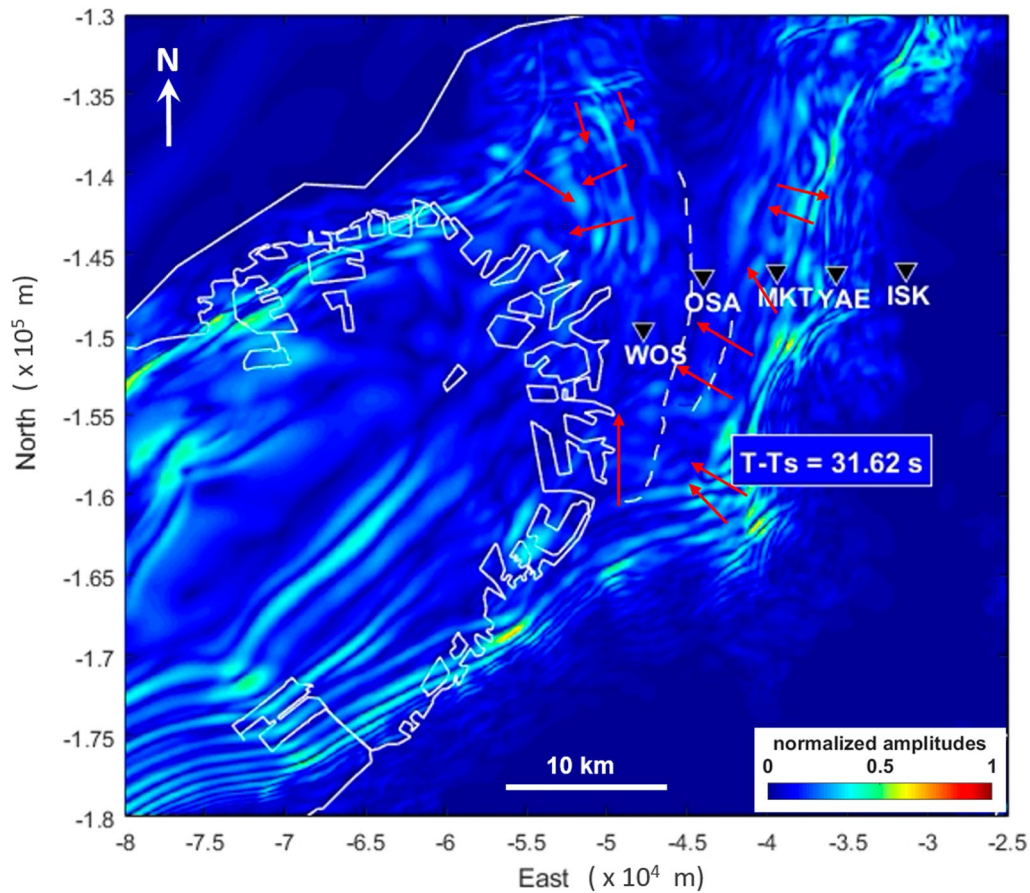 -1.3
-1.35
-1.4
-1.45
-1.5
-1.55
-1.6
-1.65
-1.7
-1.75
-1.8
North ( x 10⁵ m)
N
OSA
MKT
YAE
ISK
WOS
T-Ts = 31.62 s
10 km
normalized amplitudes
0 0.5 1
-8 -7.5 -7 -6.5 -6 -5.5 -5 -4.5 -4 -3.5 -3 -2.5
East ( x 10⁴ m)